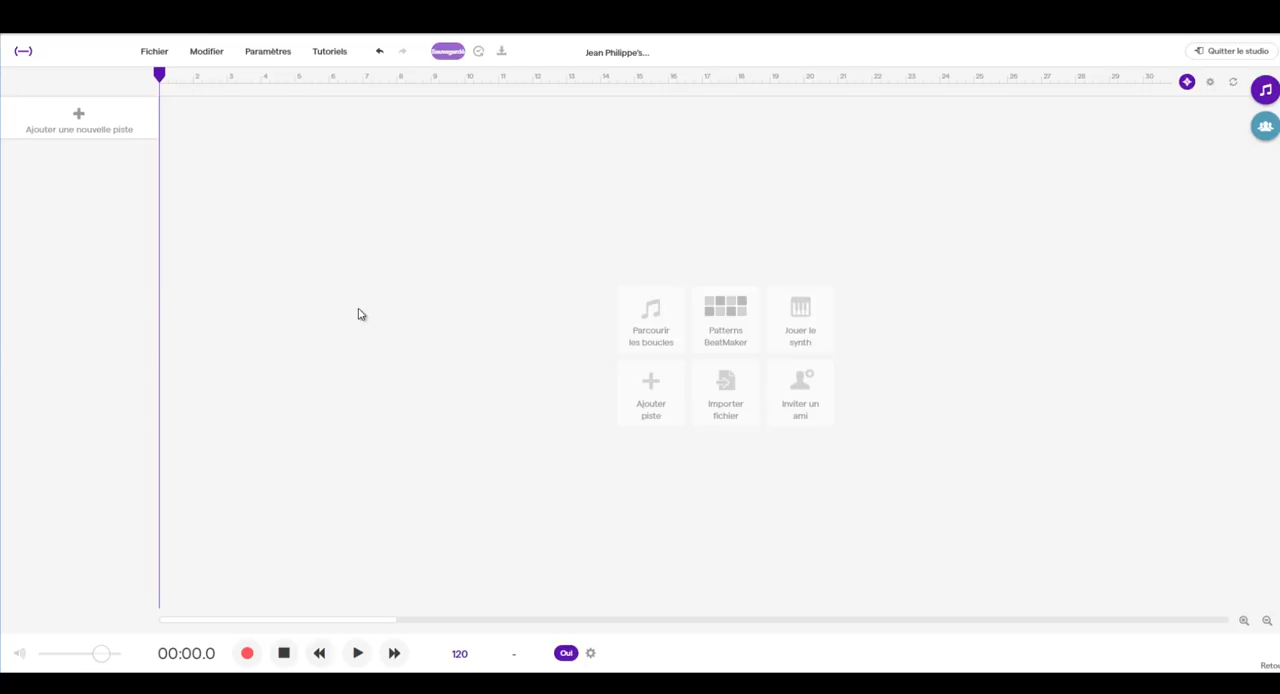 Fichier Modifier Paramètres Tutoriels Sauvegardé Jean Philippe's... Quitter le studio
2 3 4 5 6 7 8 9 10 11 12 13 14 15 16 17 18 19 20 21 22 23 24 25 26 27 28 29 30
Ajouter une nouvelle piste
Parcourir
les boucles
Patterns
BeatMaker
Jouer le
synth
Ajouter
piste
Importer
fichier
Inviter un
ami
00:00.0 120 - Oui
Retou